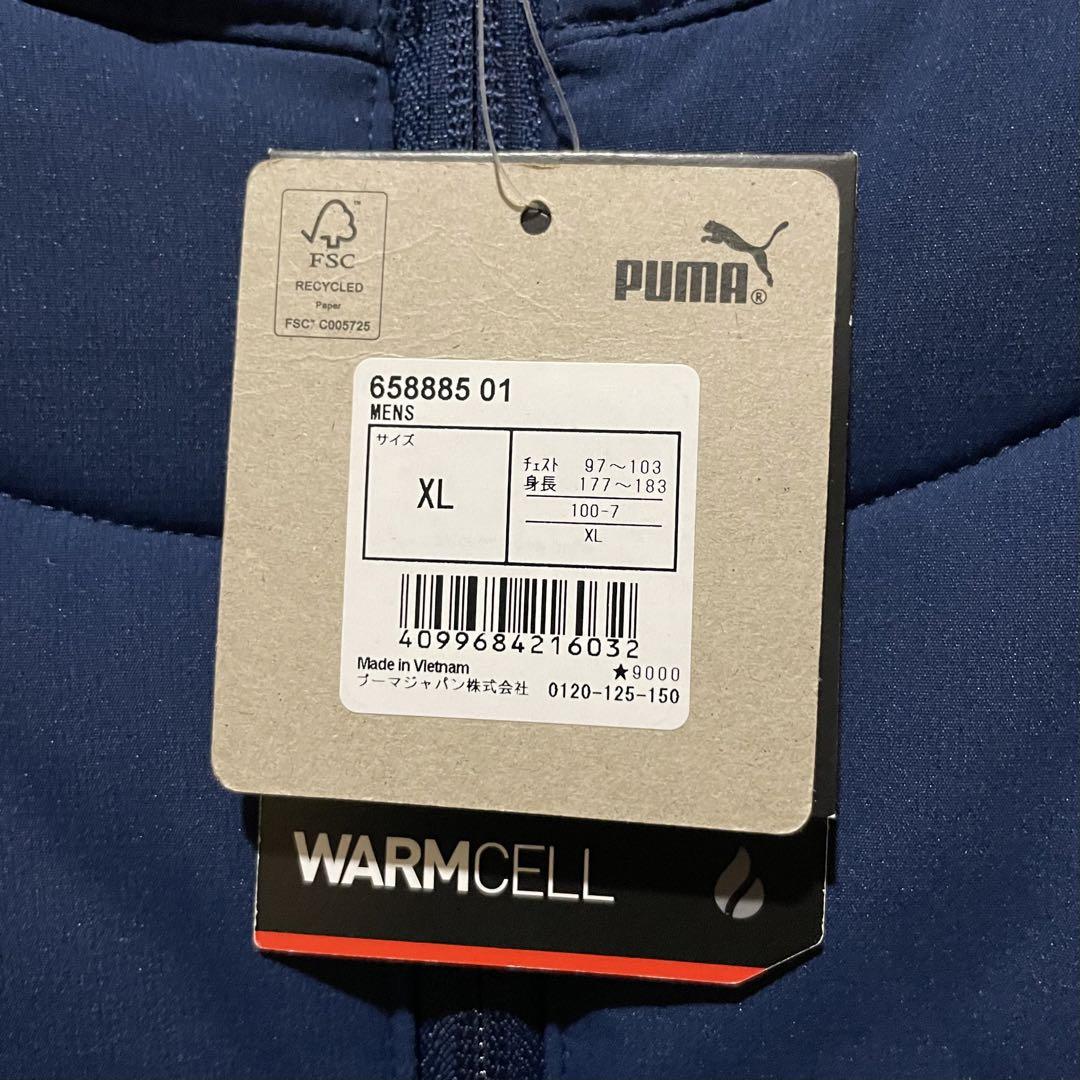 FSC™
RECYCLED
Paper
FSC® C005725
PUMA®
658885 01
MENS
サイズ
XL
ﾁｪｽﾄ 97～103
身長 177～183
100-7
XL
4099684216032
Made in Vietnam
★9000
プーマジャパン株式会社 0120-125-150
WARMCELL